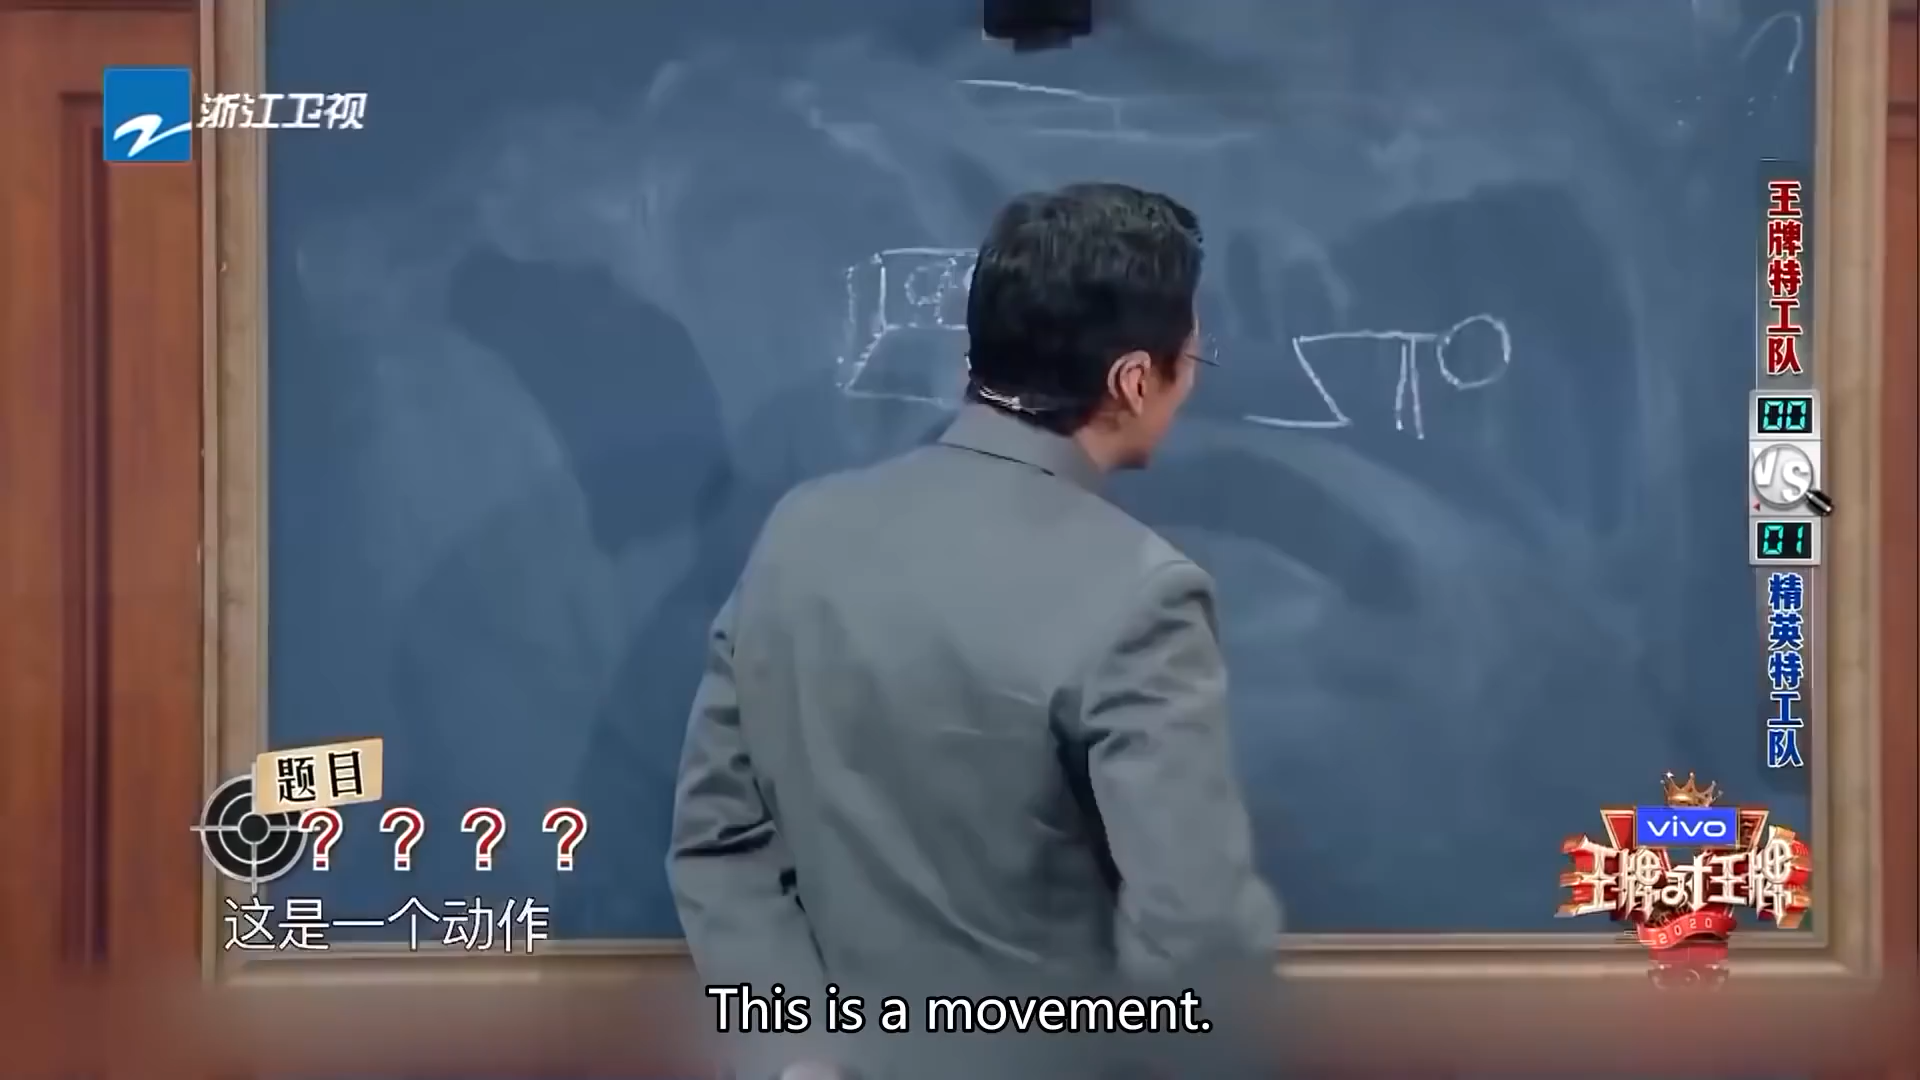 浙江卫视
王牌特工队
00
VS
01
精英特工队
题目
? ? ? ?
这是一个动作
vivo
王牌对王牌
2020
This is a movement.